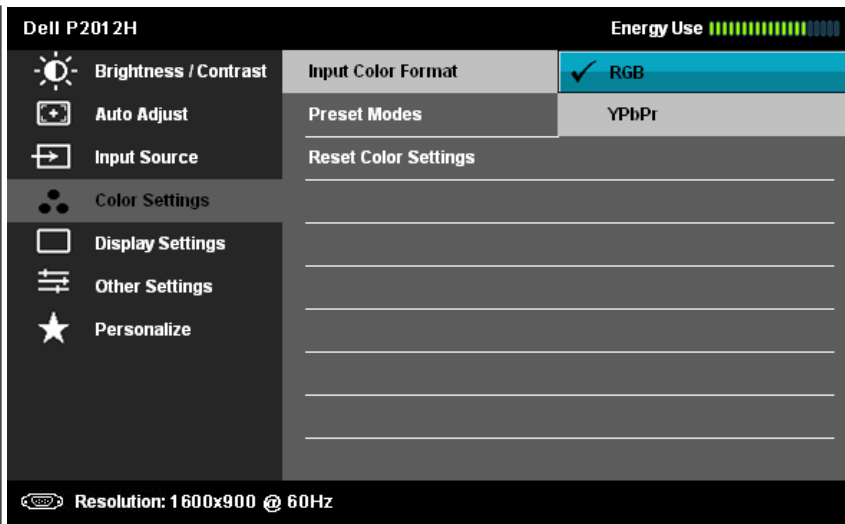 Dell P2012H
Energy Use
Brightness / Contrast
Input Color Format
RGB
Auto Adjust
Preset Modes
YPbPr
Input Source
Reset Color Settings
Color Settings
Display Settings
Other Settings
Personalize
Resolution: 1600x900 @ 60Hz